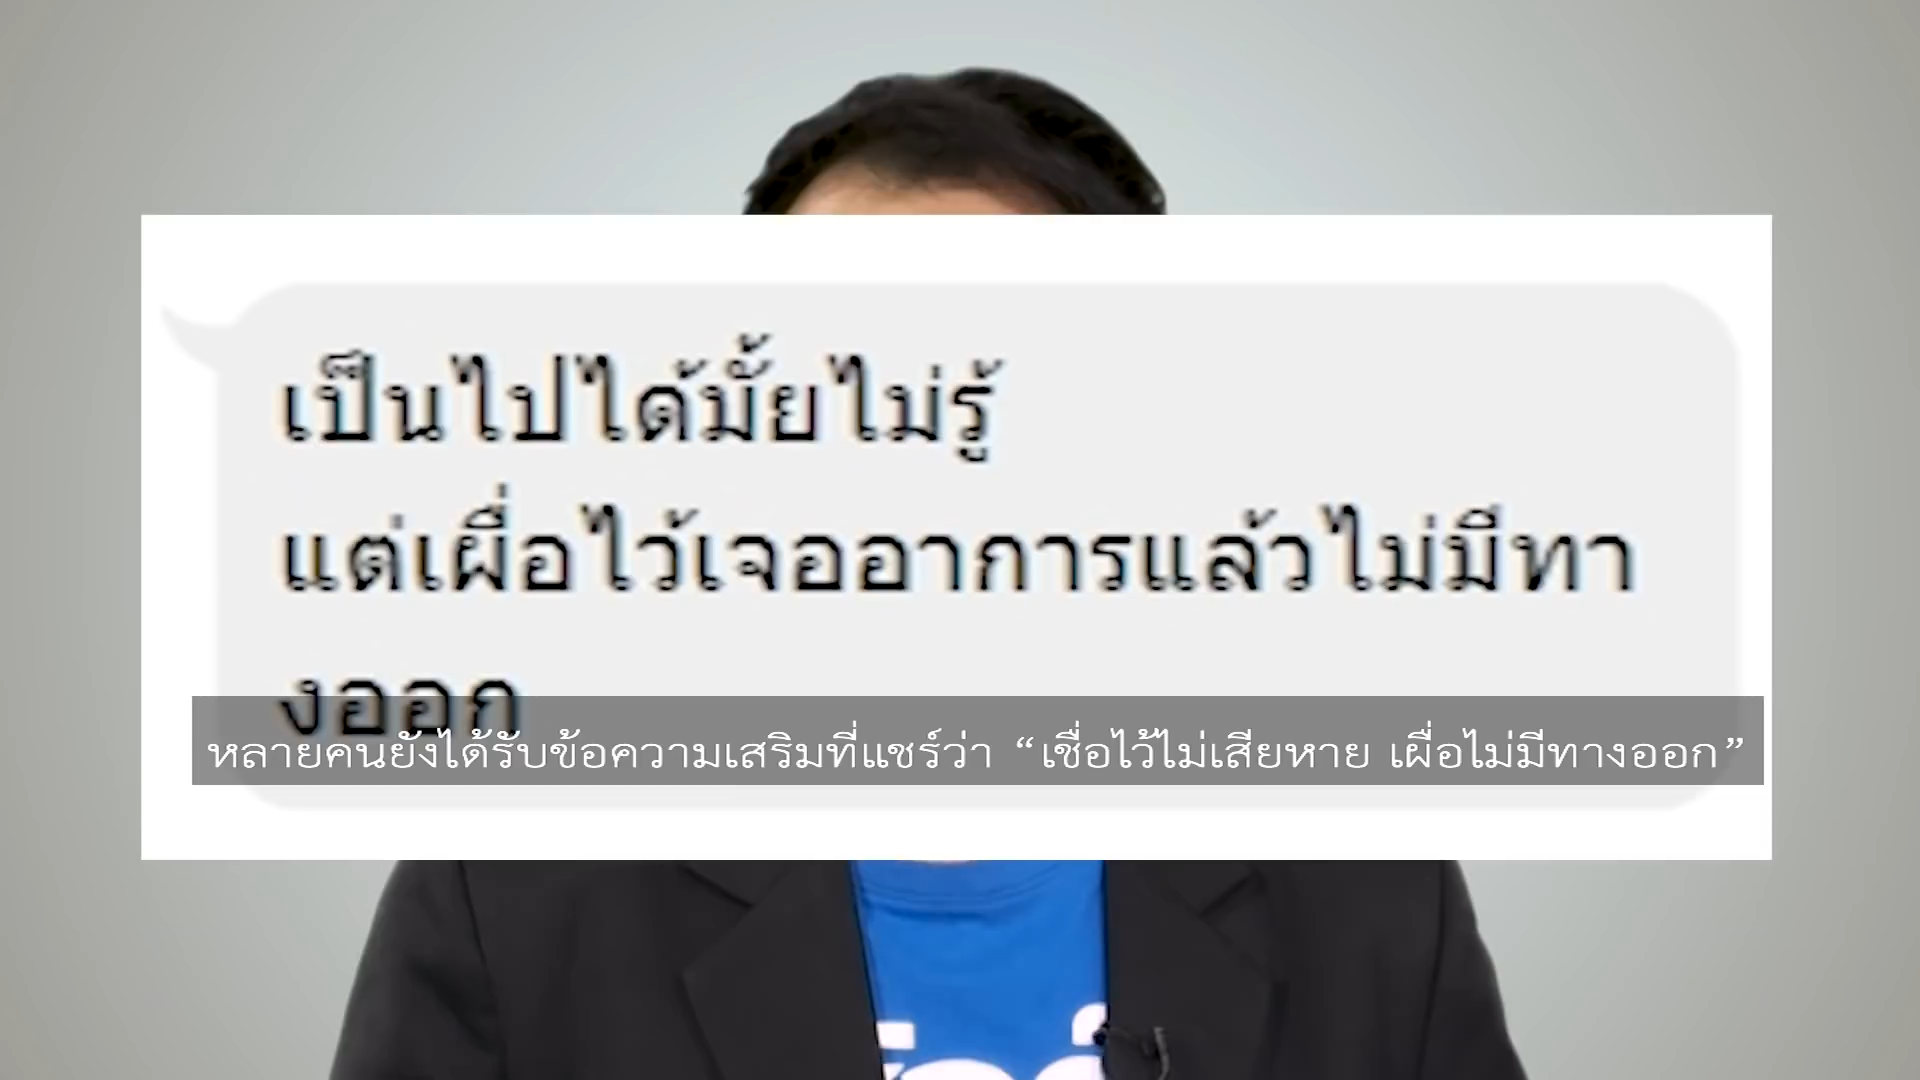 เป็นไปได้มั้ยไม่รู้
แต่เผื่อไว้เจออาการแล้วไม่มีทา
งออก
หลายคนยังได้รับข้อความเสริมที่แชร์ว่า “เชื่อไว้ไม่เสียหาย เผื่อไม่มีทางออก”